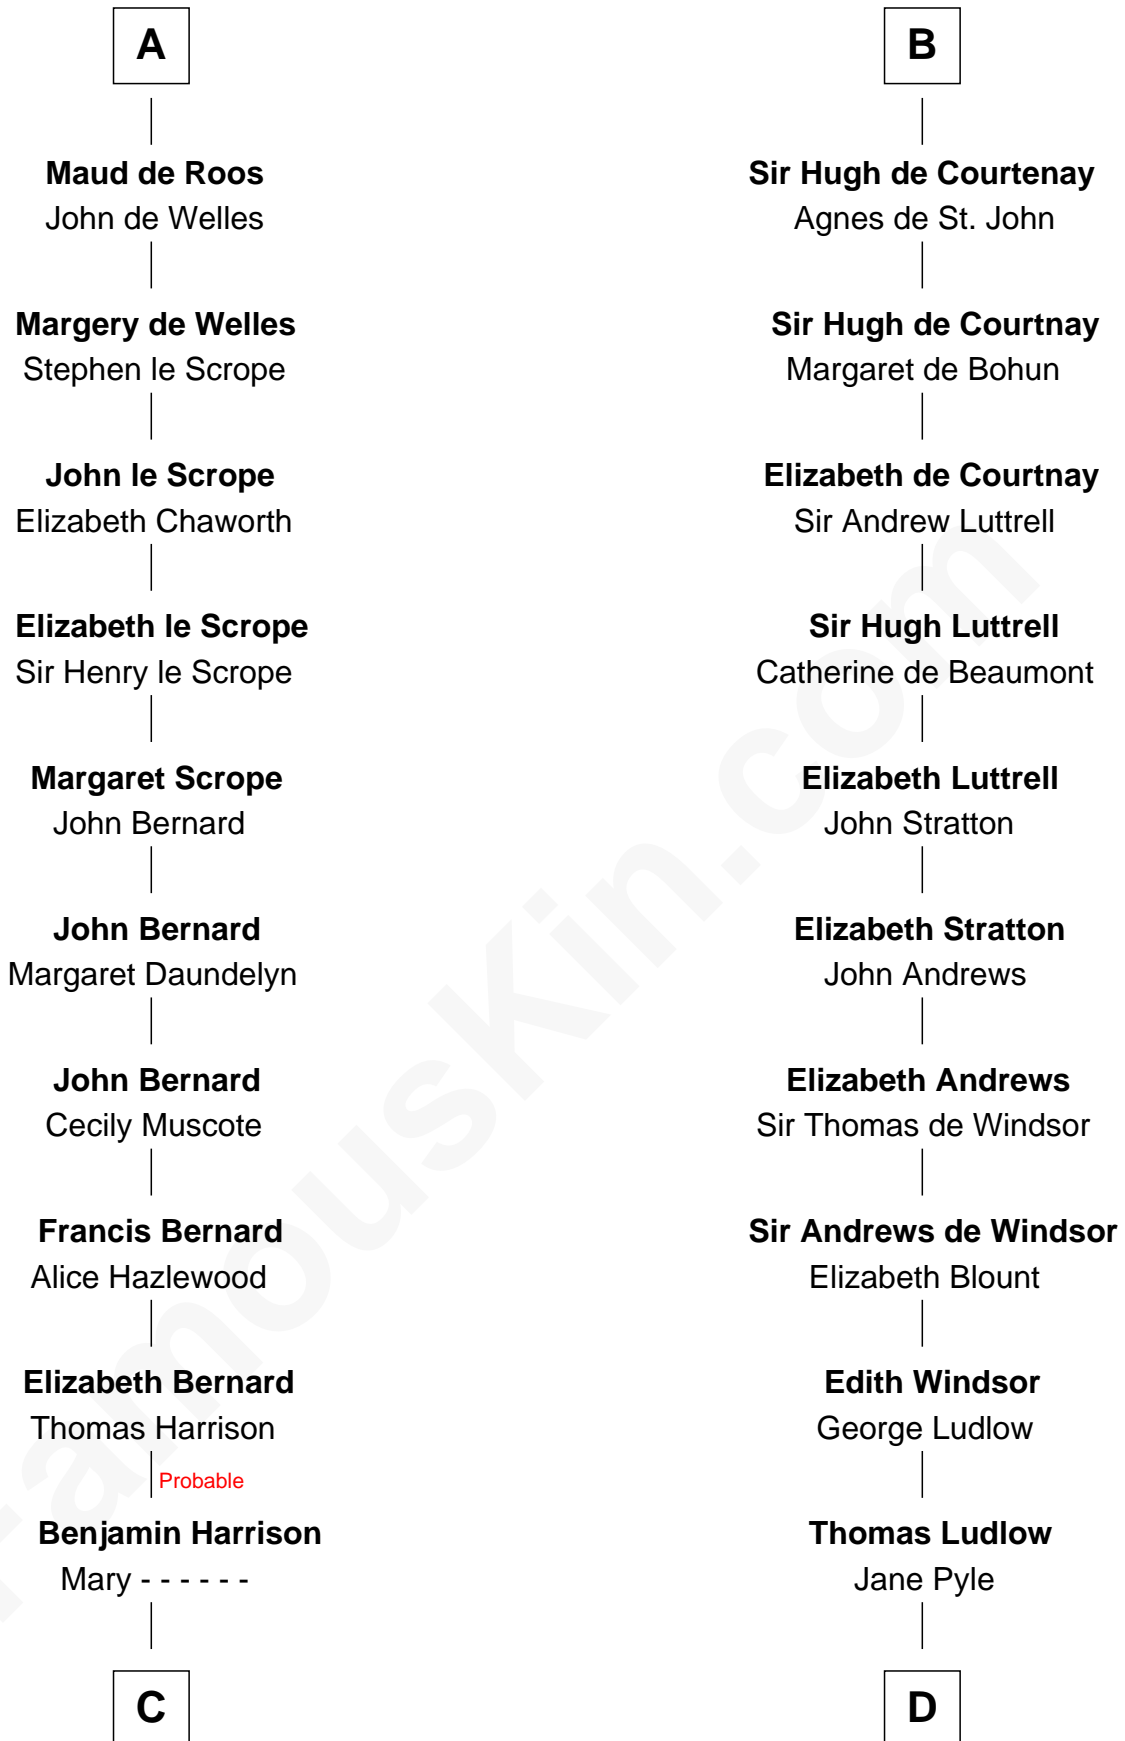 A
Maud de Roos
John de Welles
Margery de Welles
Stephen le Scrope
John le Scrope
Elizabeth Chaworth
Elizabeth le Scrope
Sir Henry le Scrope
Margaret Scrope
John Bernard
John Bernard
Margaret Daundelyn
John Bernard
Cecily Muscote
Francis Bernard
Alice Hazlewood
Elizabeth Bernard
Thomas Harrison
Probable
Benjamin Harrison
Mary - - - - - -
C
B
Sir Hugh de Courtenay
Agnes de St. John
Sir Hugh de Courtnay
Margaret de Bohun
Elizabeth de Courtnay
Sir Andrew Luttrell
Sir Hugh Luttrell
Catherine de Beaumont
Elizabeth Luttrell
John Stratton
Elizabeth Stratton
John Andrews
Elizabeth Andrews
Sir Thomas de Windsor
Sir Andrews de Windsor
Elizabeth Blount
Edith Windsor
George Ludlow
Thomas Ludlow
Jane Pyle
D
FamousKin.com